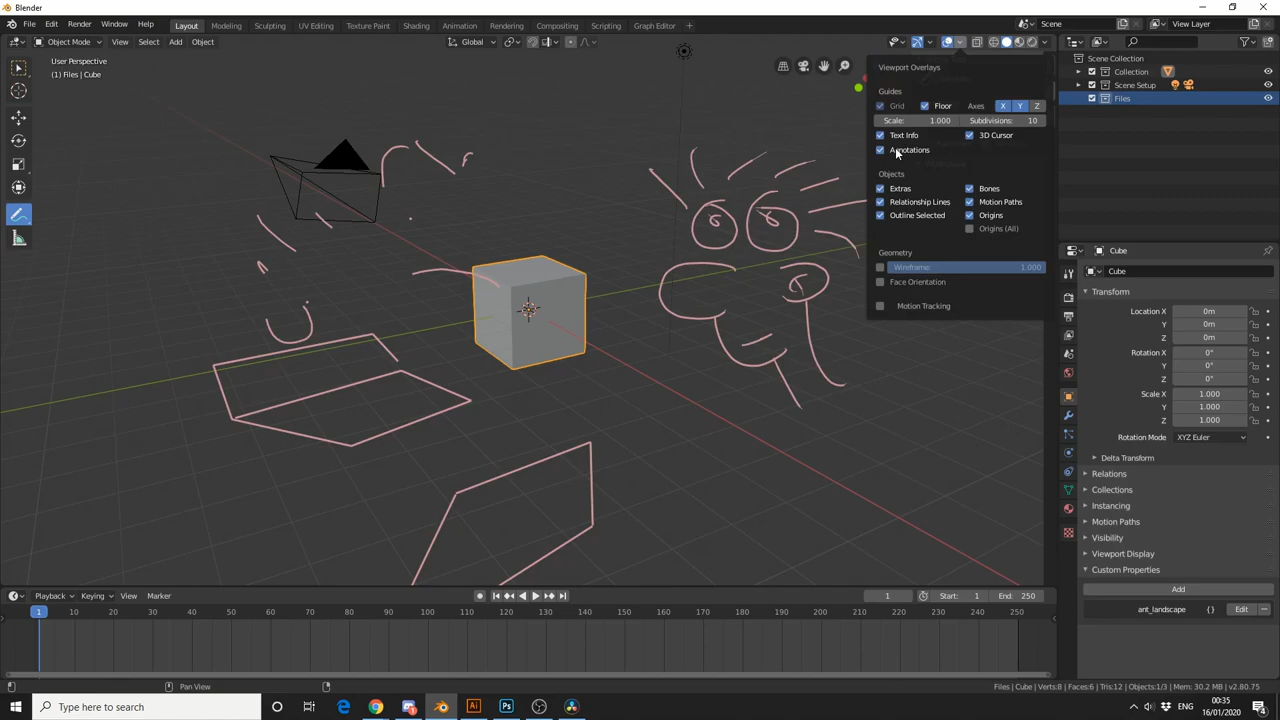 Blender
File Edit Render Window Help Layout Modeling Sculpting UV Editing Texture Paint Shading Animation Rendering Compositing Scripting Graph Editor + Scene View Layer
Object Mode View Select Add Object Global
User Perspective
(1) Files | Cube
Viewport Overlays
Guides
Grid Floor Axes X Y Z
Scale: 1.000 Subdivisions: 10
Text Info 3D Cursor
Annotations
Objects
Extras Bones
Relationship Lines Motion Paths
Outline Selected Origins
Origins (All)
Geometry
Wireframe: 1.000
Face Orientation
Motion Tracking
Scene Collection
Collection
Scene Setup
Files
Cube
Cube
Transform
Location X 0m
Y 0m
Z 0m
Rotation X 0°
Y 0°
Z 0°
Scale X 1.000
Y 1.000
Z 1.000
Rotation Mode XYZ Euler
Delta Transform
Relations
Collections
Instancing
Motion Paths
Visibility
Viewport Display
Custom Properties
Add
ant_landscape {} Edit
Playback Keying View Marker 1 Start: 1 End: 250
1 10 20 30 40 50 60 70 80 90 100 110 120 130 140 150 160 170 180 190 200 210 220 230 240 250
Pan View
Files | Cube | Verts:8 | Faces:6 | Tris:12 | Objects:1/3 | Mem: 30.2 MB | v2.80.75
Type here to search
ENG
00:35
16/01/2020